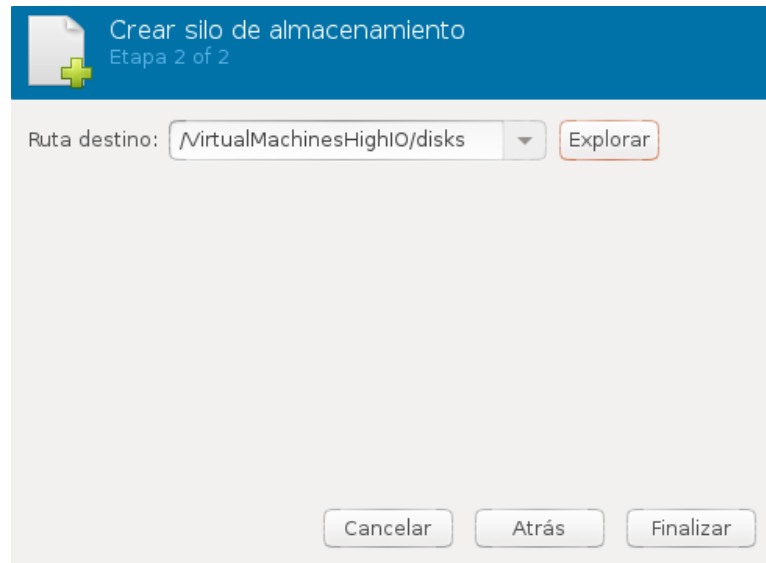 Crear silo de almacenamiento
Etapa 2 of 2
Ruta destino: /VirtualMachinesHighIO/disks Explorar
Cancelar Atrás Finalizar